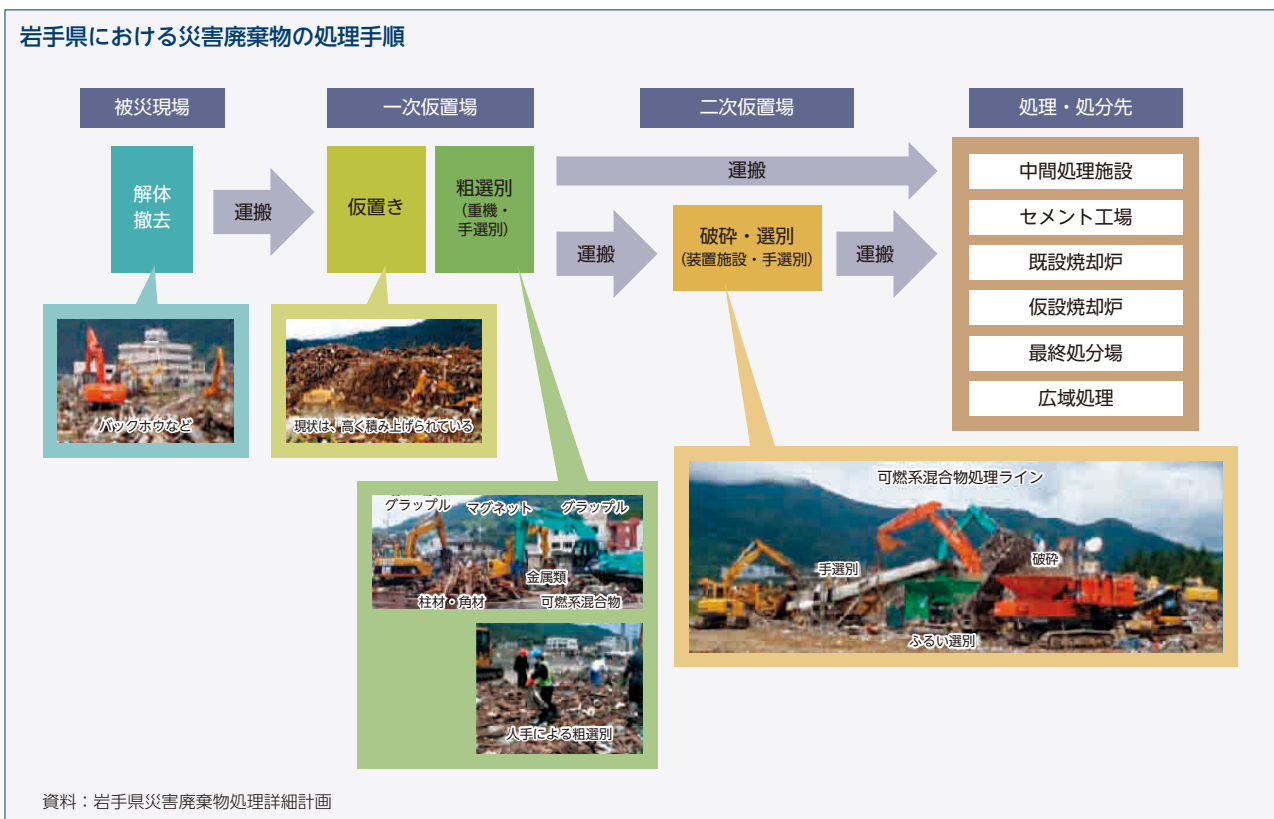 岩手県における災害廃棄物の処理手順
被災現場
一次仮置場
二次仮置場
処理・処分先
解体
撤去
運搬
仮置き
粗選別
(重機・
手選別)
運搬
運搬
破砕・選別
(装置施設・手選別)
運搬
中間処理施設
セメント工場
既設焼却炉
仮設焼却炉
最終処分場
広域処理
バックホウなど
現状は、高く積み上げられている
グラップル
マグネット
グラップル
金属類
柱材・角材
可燃系混合物
人手による粗選別
可燃系混合物処理ライン
手選別
破砕
ふるい選別
資料:岩手県災害廃棄物処理詳細計画